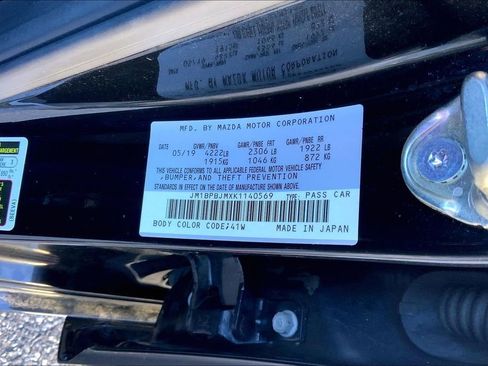 MFD. BY MAZDA MOTOR CORPORATION
DATE GVWR/PNBV GAWR/PNBE FRT GAWR/PNBE RR
05/19 4222LB 2306 LB 1922 LB
1915KG 1046 KG 872 KG
THIS VEHICLE CONFORMS TO ALL APPLICABLE FEDERAL MOTOR VEHICLE SAFETY
,BUMPER,AND THEFT PREVENTION
STANDARDS IN EFFECT ON THE DATE OF MANUFACTURE SHOWN ABOVE.
JM1BPBJMXK1140569 TYPE: PASS CAR
BODY COLOR CODE;41W MADE IN JAPAN